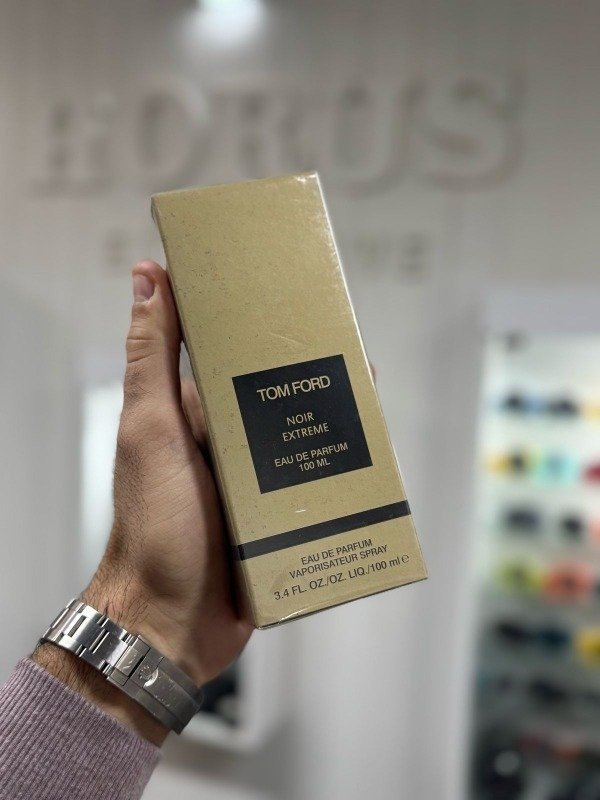 TOM FORD
NOIR
EXTREME
EAU DE PARFUM
100 ML
EAU DE PARFUM
VAPORISATEUR SPRAY
3.4 FL. OZ./OZ. LIQ./100 ml ℮